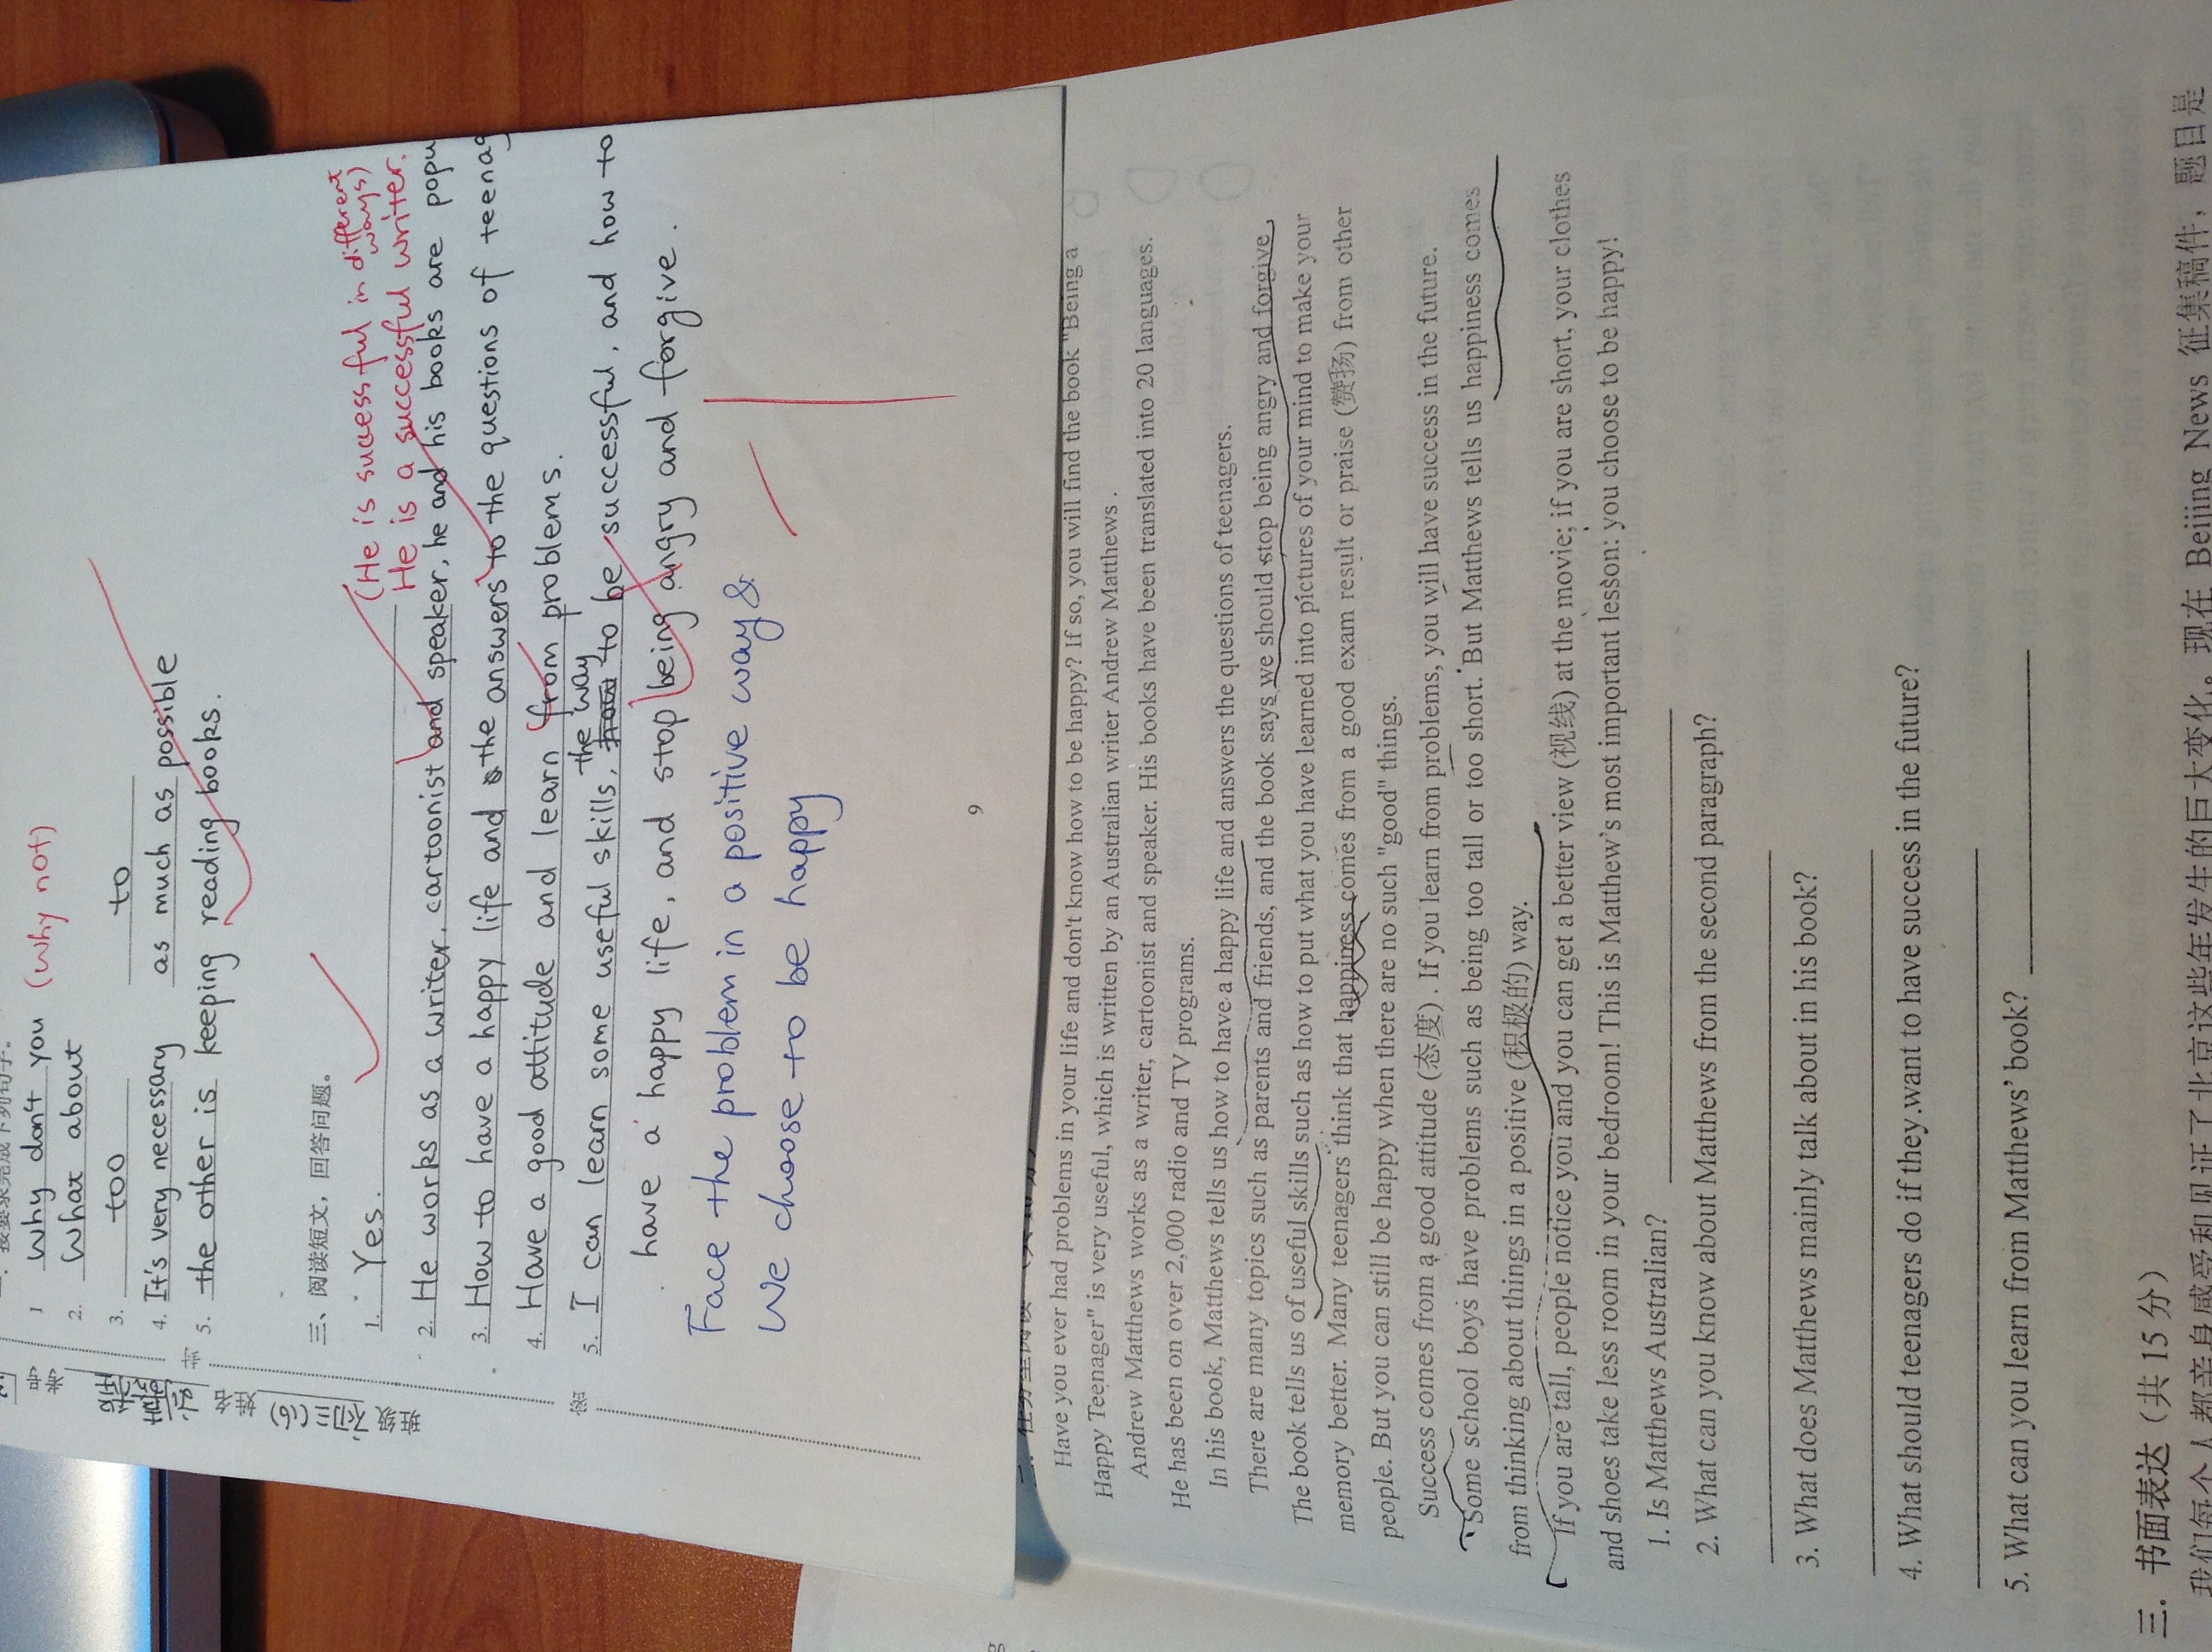 一. 按要求完成下列句子。
1 Why don't you (Why not)
2. What about
3. too to
4. It's very necessary as much as possible
5. the other is keeping reading books.
班级 初三(16) 姓名 考号
封
密
三、阅读短文，回答问题。
1. Yes.
(He is successful in different ways)
He is a successful writer.
2. He works as a writer, cartoonist and speaker, he and his books are popu
3. How to have a happy life and the answers to the questions of teenag
4. Have a good attitude and learn from problems.
5. I can learn some useful skills, the way to be successful, and how to
have a happy life, and stop being angry and forgive.
Face the problem in a positive way &
We choose to be happy
9
二. 任务型阅读 （共10分）
Have you ever had problems in your life and don't know how to be happy? If so, you will find the book "Being a
Happy Teenager" is very useful, which is written by an Australian writer Andrew Matthews .
Andrew Matthews works as a writer, cartoonist and speaker. His books have been translated into 20 languages.
He has been on over 2,000 radio and TV programs.
In his book, Matthews tells us how to have a happy life and answers the questions of teenagers.
There are many topics such as parents and friends, and the book says we should stop being angry and forgive.
The book tells us of useful skills such as how to put what you have learned into pictures of your mind to make your
memory better. Many teenagers think that happiness comes from a good exam result or praise (赞扬) from other
people. But you can still be happy when there are no such "good" things.
Success comes from a good attitude (态度) . If you learn from problems, you will have success in the future.
Some school boys have problems such as being too tall or too short. But Matthews tells us happiness comes
from thinking about things in a positive (积极的) way.
If you are tall, people notice you and you can get a better view (视线) at the movie; if you are short, your clothes
and shoes take less room in your bedroom! This is Matthew's most important lesson: you choose to be happy!
1. Is Matthews Australian?
2. What can you know about Matthews from the second paragraph?
3. What does Matthews mainly talk about in his book?
4. What should teenagers do if they want to have success in the future?
5. What can you learn from Matthews' book?
三. 书面表达（共 15 分）
我们每个人都亲身感受和见证了北京这些年发生的巨大变化。现在 Beijing News 征集稿件，题目是